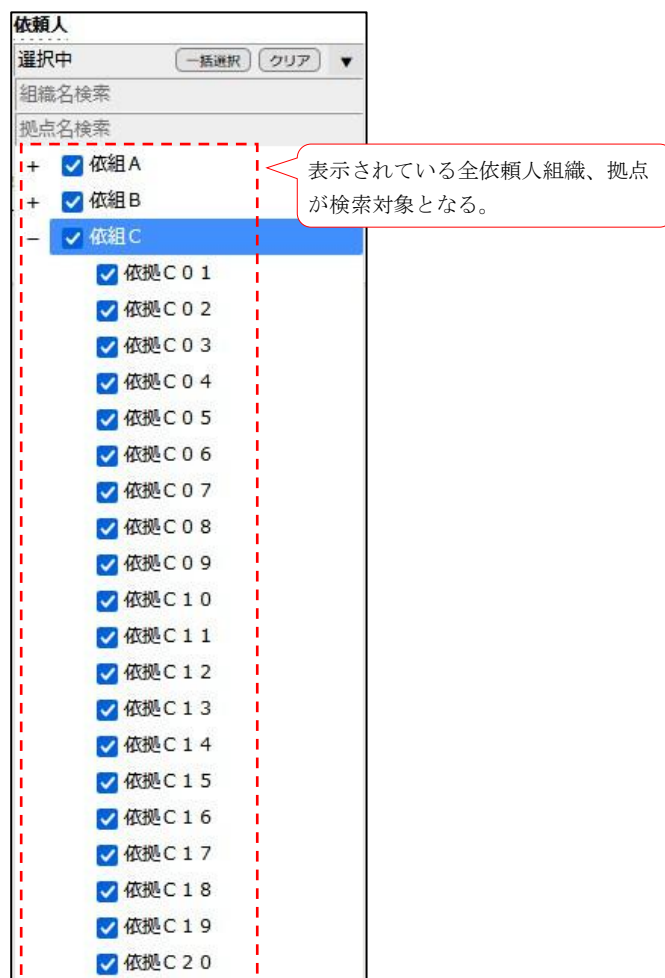 依頼人
選択中
一括選択
クリア
▼
組織名検索
拠点名検索
+ 依組A
+ 依組B
− 依組C
依拠C01
依拠C02
依拠C03
依拠C04
依拠C05
依拠C06
依拠C07
依拠C08
依拠C09
依拠C10
依拠C11
依拠C12
依拠C13
依拠C14
依拠C15
依拠C16
依拠C17
依拠C18
依拠C19
依拠C20
表示されている全依頼人組織、拠点
が検索対象となる。